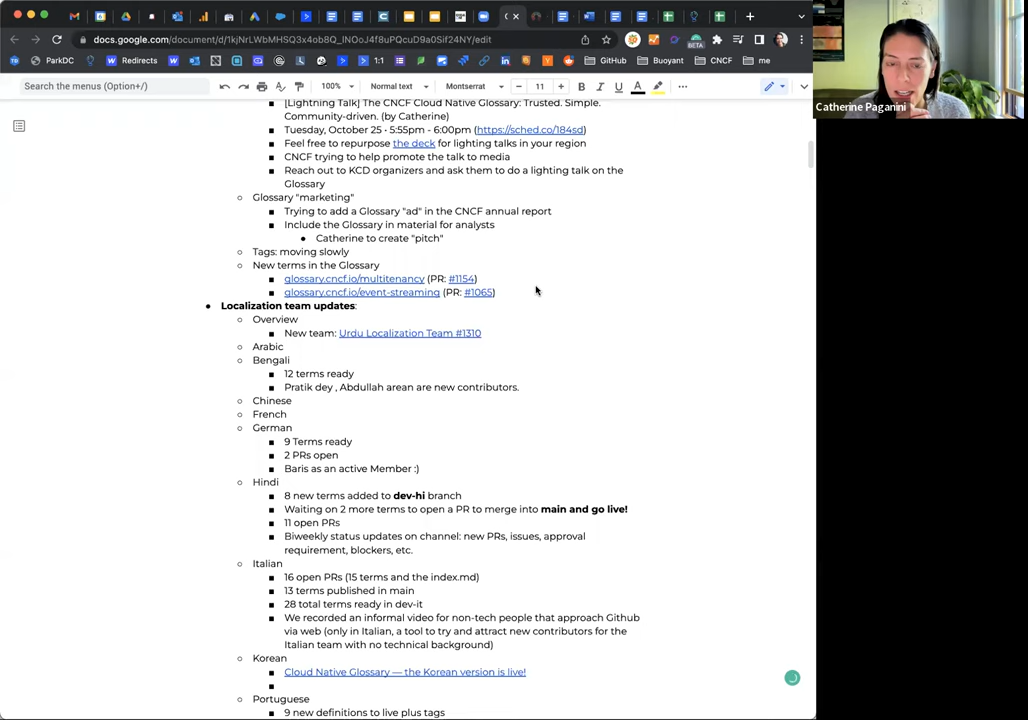 docs.google.com/document/d/1kjNrLWbMHSQ3x4ob8Q_lNOoJ4f8uPQcuD9a0Sif24NY/edit
ParkDC
Redirects
1:1
GitHub
Buoyant
CNCF
me
BETA
Search the menus (Option+/)
100%
Normal text
Montserrat
11
B I U A
Catherine Paganini
[Lightning Talk] The CNCF Cloud Native Glossary: Trusted. Simple.
Community-driven. (by Catherine)
Tuesday, October 25 • 5:55pm - 6:00pm (https://sched.co/184sd)
Feel free to repurpose the deck for lighting talks in your region
CNCF trying to help promote the talk to media
Reach out to KCD organizers and ask them to do a lighting talk on the
Glossary
Glossary "marketing"
Trying to add a Glossary "ad" in the CNCF annual report
Include the Glossary in material for analysts
Catherine to create "pitch"
Tags: moving slowly
New terms in the Glossary
glossary.cncf.io/multitenancy (PR: #1154)
glossary.cncf.io/event-streaming (PR: #1065)
Localization team updates:
Overview
New team: Urdu Localization Team #1310
Arabic
Bengali
12 terms ready
Pratik dey , Abdullah arean are new contributors.
Chinese
French
German
9 Terms ready
2 PRs open
Baris as an active Member :)
Hindi
8 new terms added to dev-hi branch
Waiting on 2 more terms to open a PR to merge into main and go live!
11 open PRs
Biweekly status updates on channel: new PRs, issues, approval
requirement, blockers, etc.
Italian
16 open PRs (15 terms and the index.md)
13 terms published in main
28 total terms ready in dev-it
We recorded an informal video for non-tech people that approach Github
via web (only in Italian, a tool to try and attract new contributors for the
Italian team with no technical background)
Korean
Cloud Native Glossary — the Korean version is live!
Portuguese
9 new definitions to live plus tags